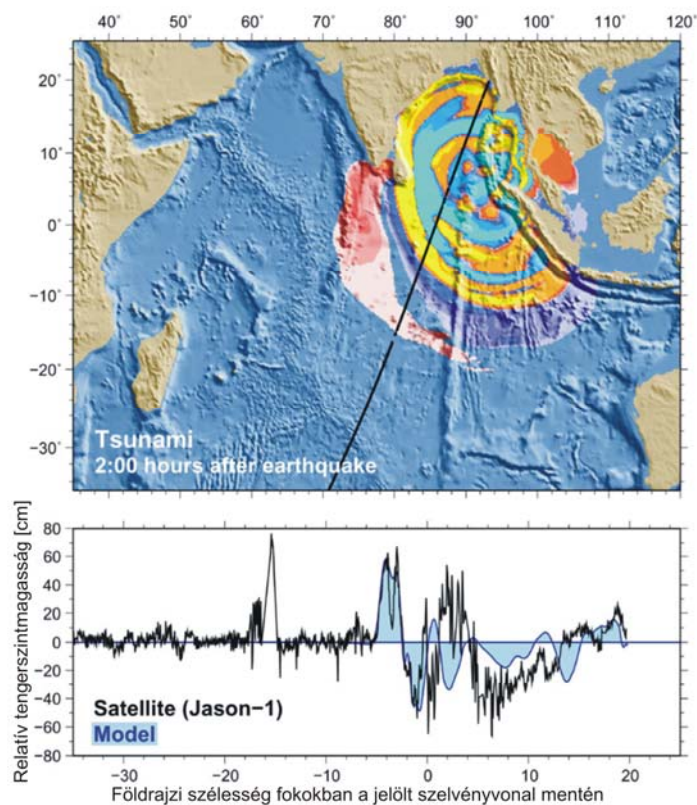 40˚ 50˚ 60˚ 70˚ 80˚ 90˚ 100˚ 110˚ 120˚
20˚
10˚
0˚
−10˚
−20˚
−30˚
Tsunami
2:00 hours after earthquake
Relatív tengerszintmagasság [cm]
80
60
40
20
0
−20
−40
−60
−80
Satellite (Jason−1)
Model
−30 −20 −10 0 10 20
Földrajzi szélesség fokokban a jelölt szelvényvonal mentén